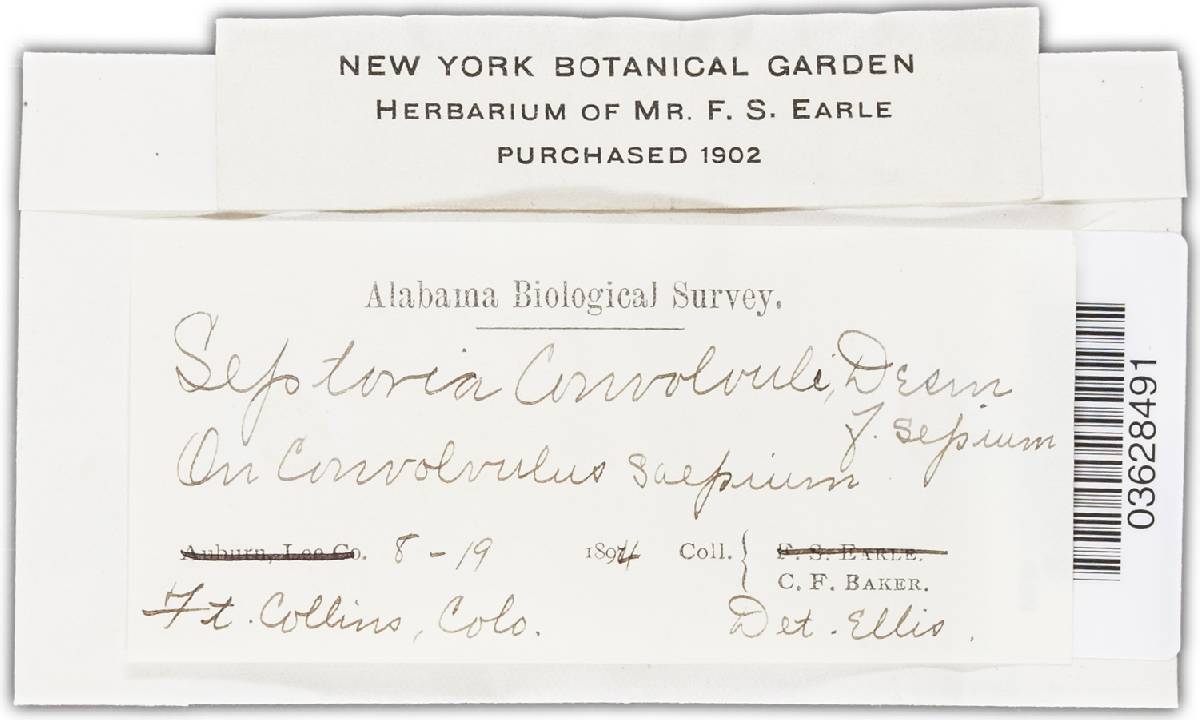 NEW YORK BOTANICAL GARDEN
HERBARIUM OF MR. F. S. EARLE
PURCHASED 1902
Alabama Biological Survey.
Septoria Convolvuli, Desm
f. sepium
On Convolvulus saepium
Auburn, Lee Co. 8-19 1894 Coll. { F. S. EARLE.
C. F. BAKER.
Ft. Collins, Colo. Det. Ellis.
03628491